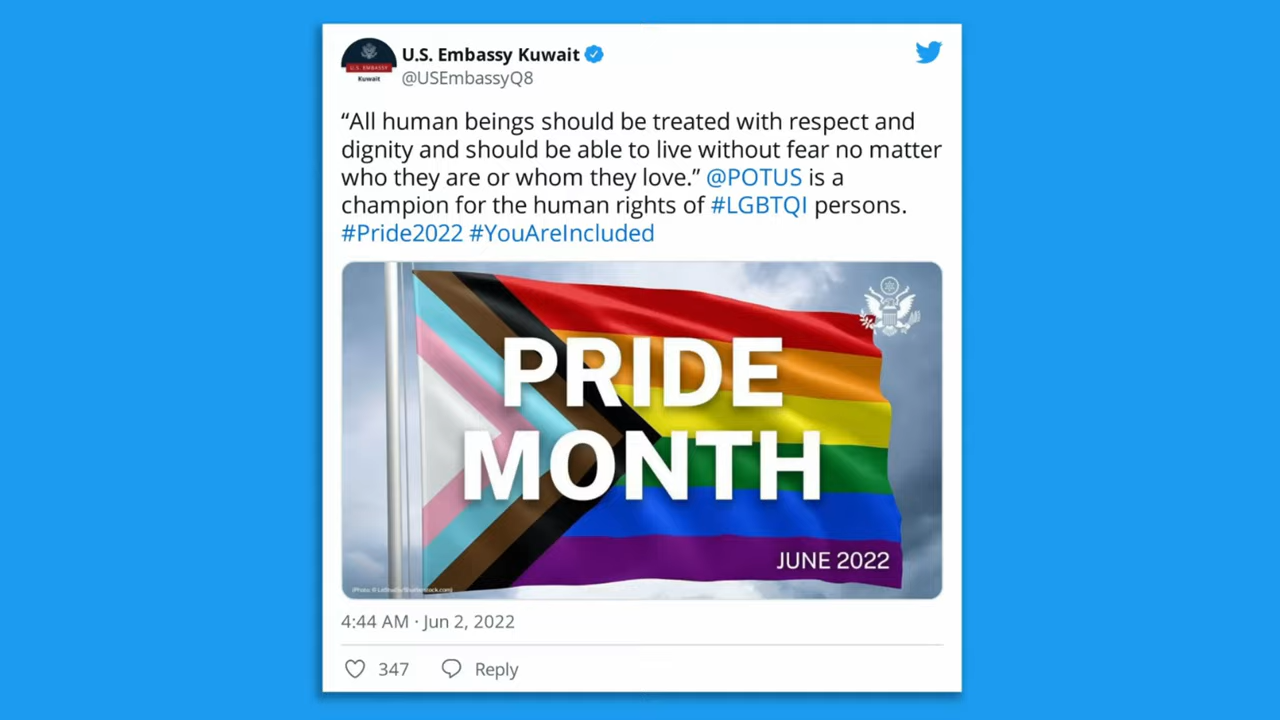 U.S. Embassy Kuwait
@USEmbassyQ8
U.S. EMBASSY
Kuwait
“All human beings should be treated with respect and
dignity and should be able to live without fear no matter
who they are or whom they love.” @POTUS is a
champion for the human rights of #LGBTQI persons.
#Pride2022 #YouAreIncluded
PRIDE
MONTH
JUNE 2022
4:44 AM · Jun 2, 2022
347 Reply